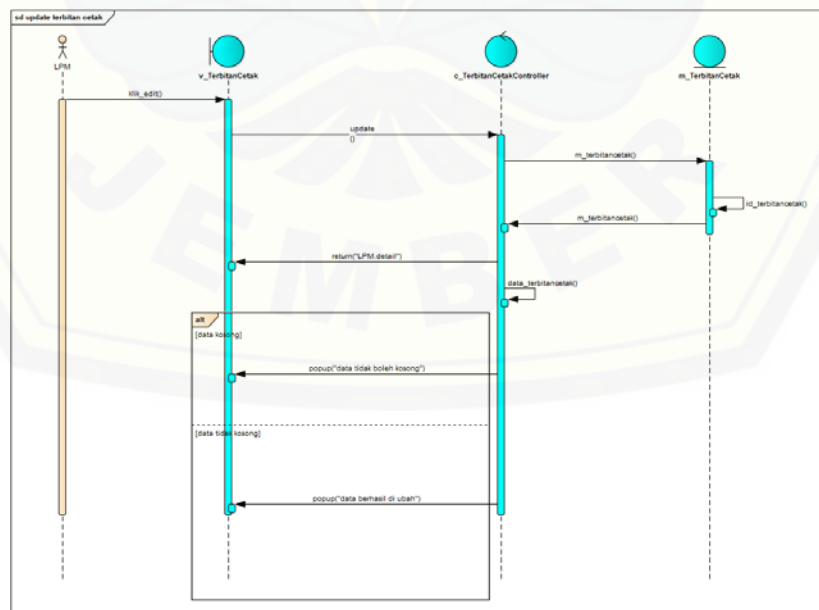 sd update terbitan cetak
LPM
v_TerbitanCetak
c_TerbitanCetakController
m_TerbitanCetak
klik_edit()
update
()
m_terbitancetak()
id_terbitancetak()
m_terbitancetak()
return("LPM.detail")
data_terbitancetak()
alt
[data kosong]
popup("data tidak boleh kosong")
[data tidak kosong]
popup("data berhasil di ubah")
JEMBER